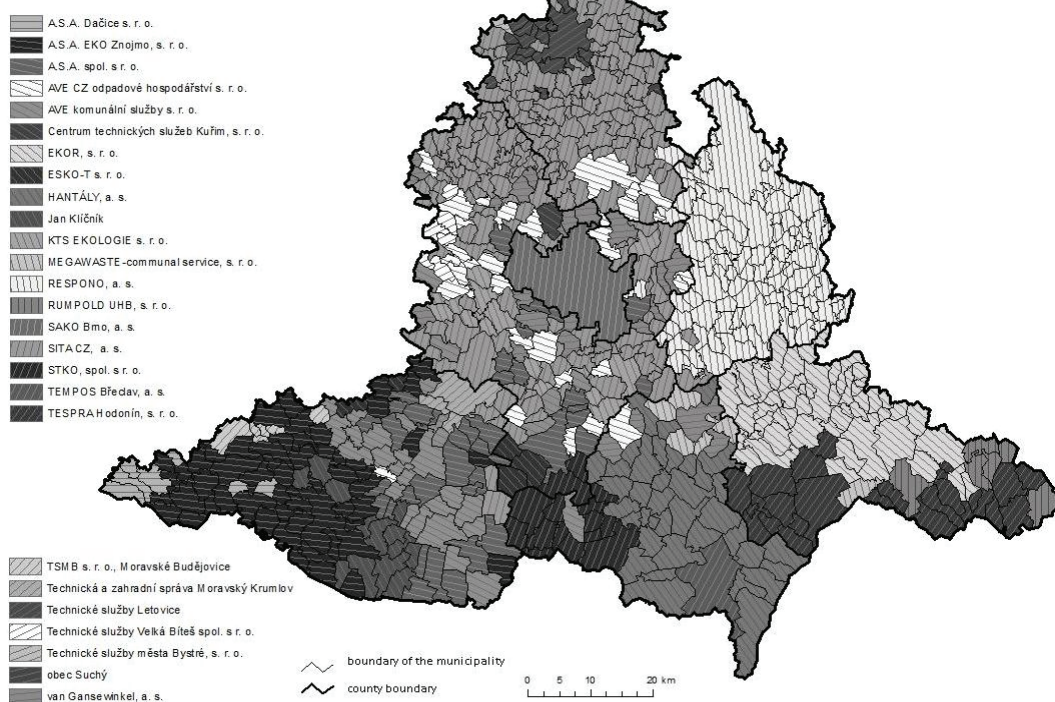 A.S.A. Dačice s. r. o.
A.S.A. EKO Znojmo, s. r. o.
A.S.A. spol. s r. o.
AVE CZ odpadové hospodářství s. r. o.
AVE komunální služby s. r. o.
Centrum technických služeb Kuřim, s. r. o.
EKOR, s. r. o.
ESKO-T s. r. o.
HANTÁLY, a. s.
Jan Klíčník
KTS EKOLOGIE s. r. o.
MEGAWASTE-communal service, s. r. o.
RESPONO, a. s.
RUMPOLD UHB, s. r. o.
SAKO Brno, a. s.
SITA CZ, a. s.
STKO, spol. s r. o.
TEMPOS Břeclav, a. s.
TESPRA Hodonín, s. r. o.
TSMB s. r. o., Moravské Budějovice
Technická a zahradní správa Moravský Krumlov
Technické služby Letovice
Technické služby Velká Bíteš spol. s r. o.
Technické služby města Bystré, s. r. o.
obec Suchý
van Gansewinkel, a. s.
boundary of the municipality
county boundary
0 5 10 20 km